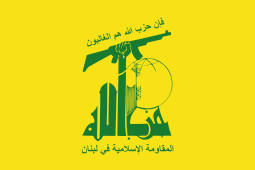 فإن حزب الله هم الغالبون
حزب الله
المقاومة الإسلامية في لبنان